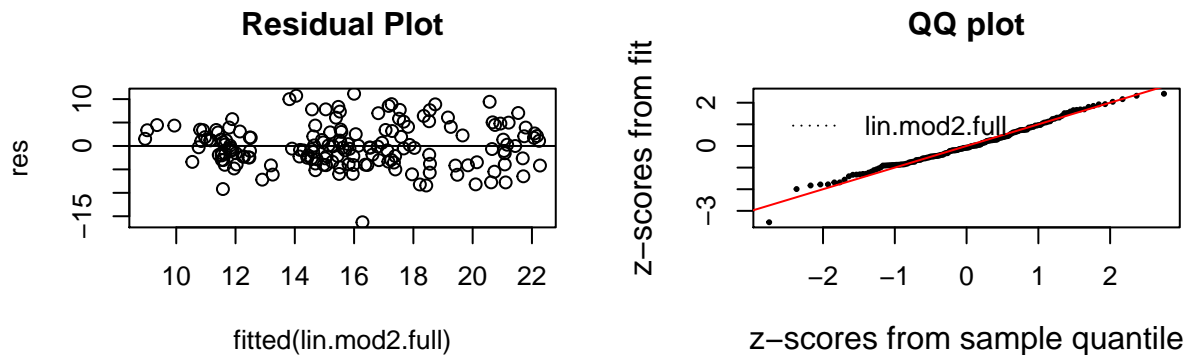 Residual Plot
res
10
0
−15
10 12 14 16 18 20 22
fitted(lin.mod2.full)
QQ plot
z−scores from fit
2
0
−3
lin.mod2.full
−2 −1 0 1 2
z−scores from sample quantile